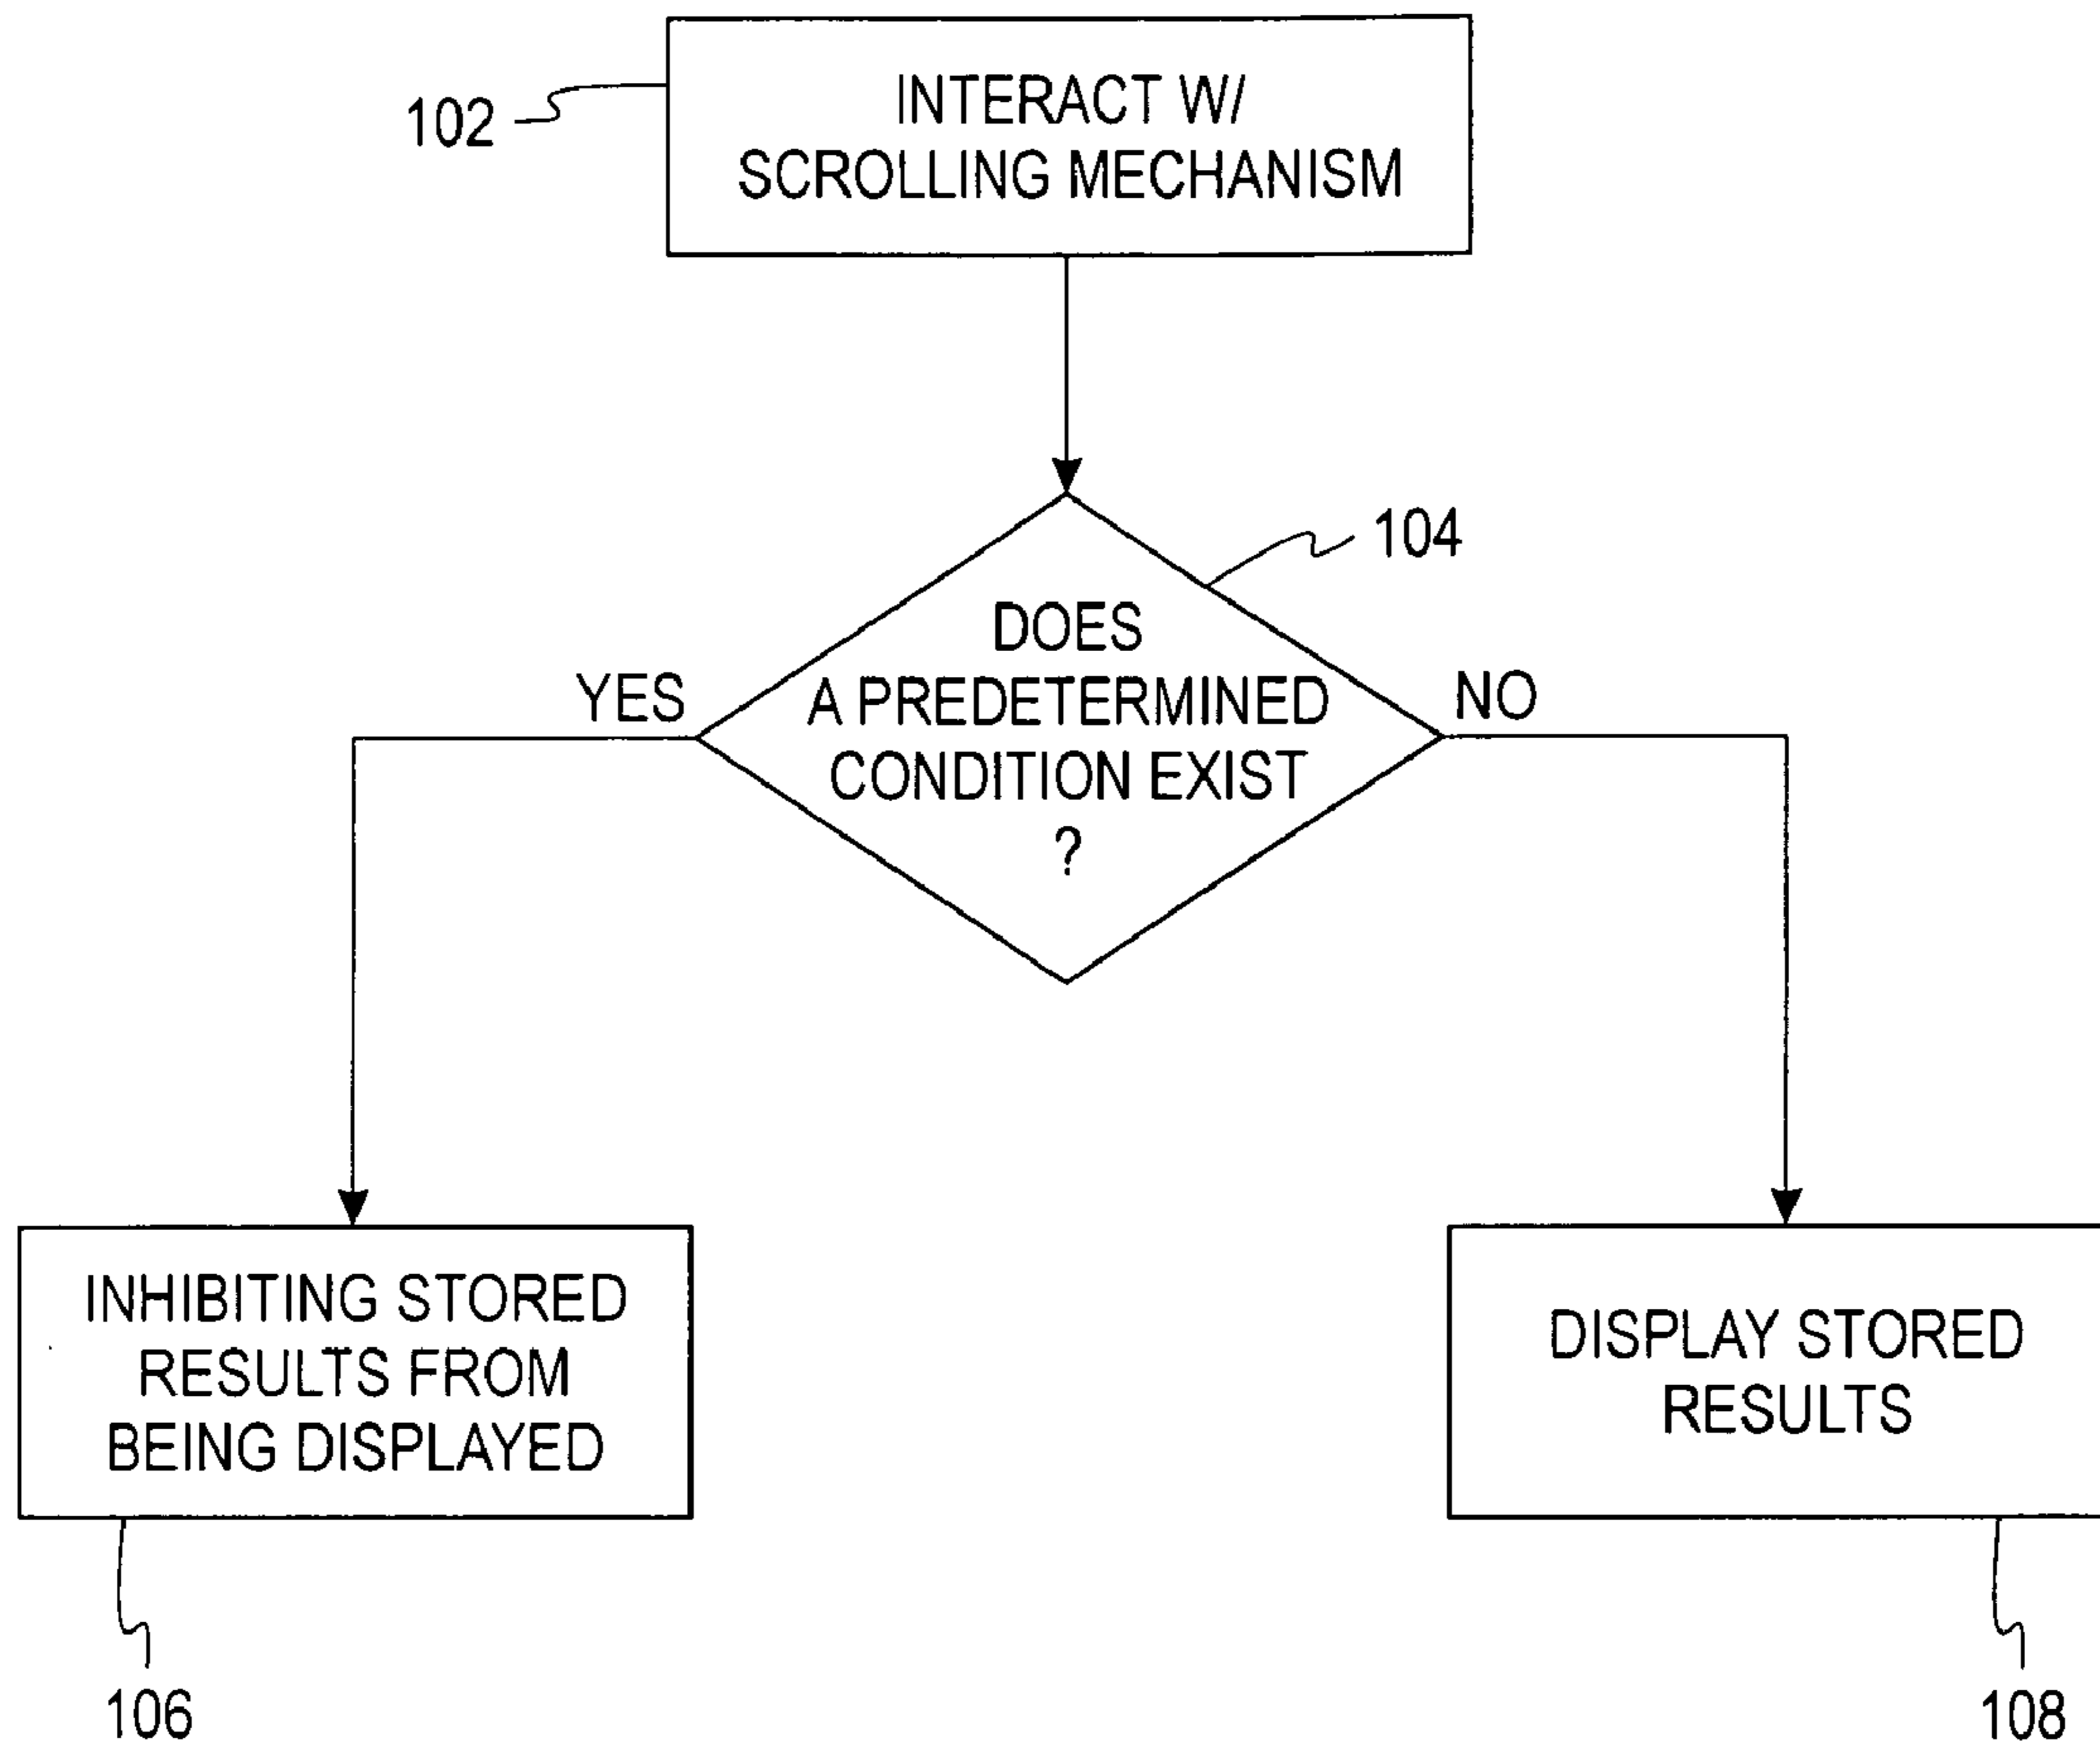 INTERACT W/
SCROLLING MECHANISM
102
104
DOES
A PREDETERMINED
CONDITION EXIST
?
YES
NO
INHIBITING STORED
RESULTS FROM
BEING DISPLAYED
DISPLAY STORED
RESULTS
106
108